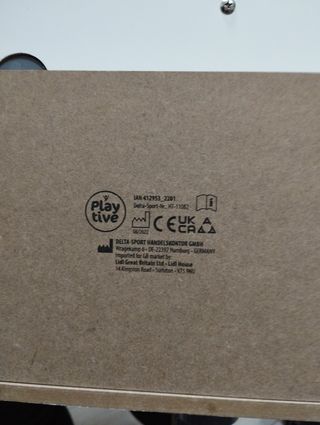 Play
tive
IAN 412953_2201
Delta-Sport-Nr.: HT-11082
i
CE UK
CA
08/2022
DELTA-SPORT HANDELSKONTOR GMBH
Wragekamp 6 • DE-22397 Hamburg • GERMANY
Imported for GB market by:
Lidl Great Britain Ltd • Lidl House
14 Kingston Road • Surbiton • KT5 9NU